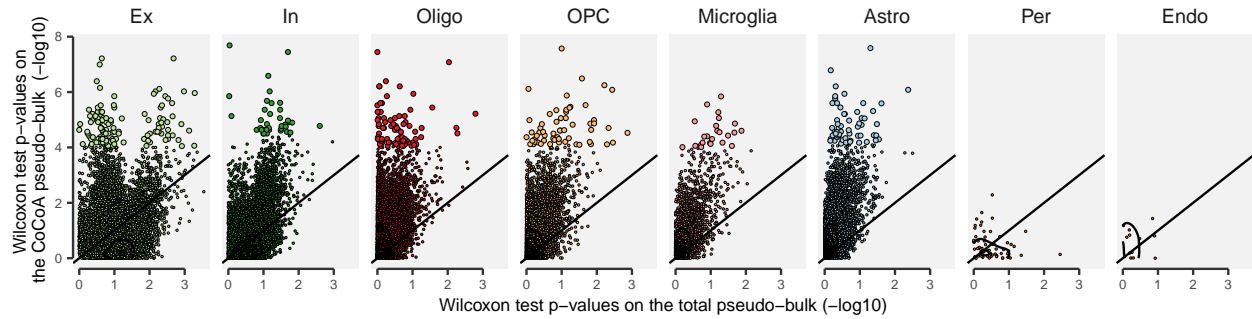 Ex In Oligo OPC Microglia Astro Per Endo
Wilcoxon test p-values on
the CoCoA pseudo-bulk (−log10)
8
6
4
2
0
0 1 2 3 0 1 2 3 0 1 2 3 0 1 2 3 0 1 2 3 0 1 2 3 0 1 2 3 0 1 2 3
Wilcoxon test p-values on the total pseudo-bulk (−log10)